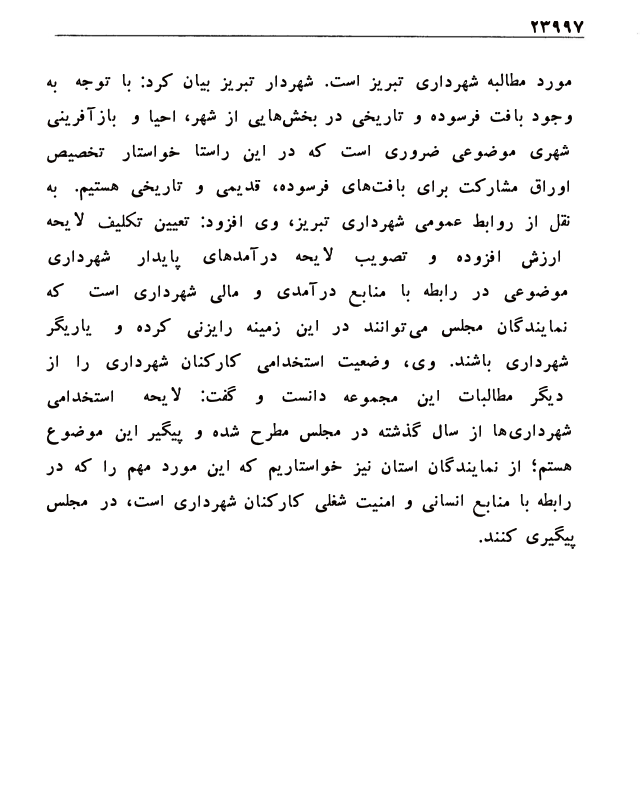 ۲۳۹۹۷
مورد مطالبه شهرداری تبریز است. شهردار تبریز بیان کرد: با توجه به
وجود بافت فرسوده و تاریخی در بخش‌هایی از شهر، احیا و بازآفرینی
شهری موضوعی ضروری است که در این راستا خواستار تخصیص
اوراق مشارکت برای بافت‌های فرسوده، قدیمی و تاریخی هستیم. به
نقل از روابط عمومی شهرداری تبریز، وی افزود: تعیین تکلیف لایحه
ارزش افزوده و تصویب لایحه درآمدهای پایدار شهرداری
موضوعی در رابطه با منابع درآمدی و مالی شهرداری است که
نمایندگان مجلس می‌توانند در این زمینه رایزنی کرده و یاریگر
شهرداری باشند. وی، وضعیت استخدامی کارکنان شهرداری را از
دیگر مطالبات این مجموعه دانست و گفت: لایحه استخدامی
شهرداری‌ها از سال گذشته در مجلس مطرح شده و پیگیر این موضوع
هستم؛ از نمایندگان استان نیز خواستاریم که این مورد مهم را که در
رابطه با منابع انسانی و امنیت شغلی کارکنان شهرداری است، در مجلس
پیگیری کنند.